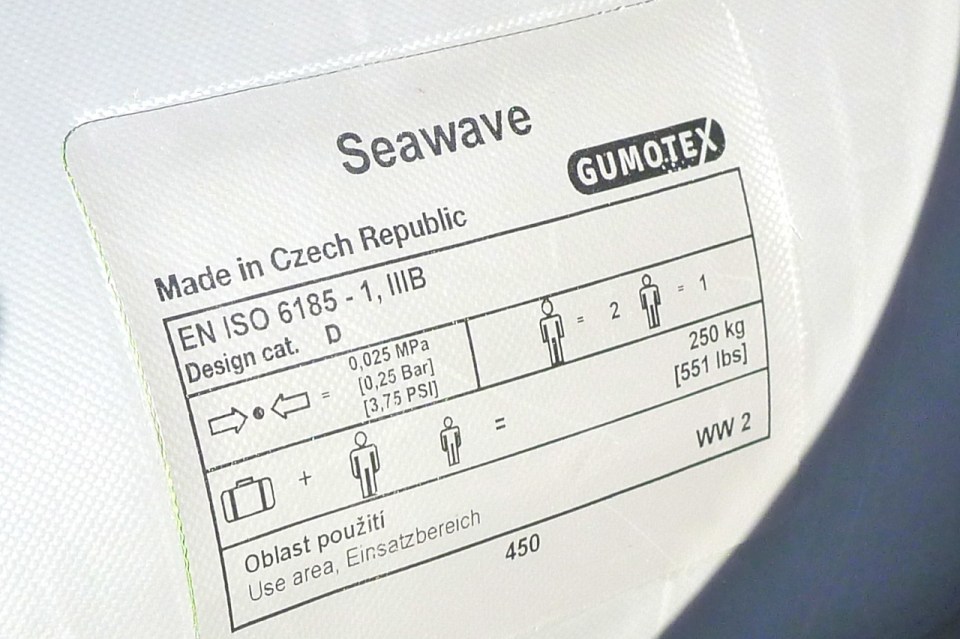 Seawave
GUMOTEX
Made in Czech Republic
EN ISO 6185 - 1, IIIB
Design cat. D
= 0,025 MPa
[0,25 Bar]
[3,75 PSI]
= 2 = 1
+ =
250 kg
[551 lbs]
Oblast použití
Use area, Einsatzbereich
WW 2
450